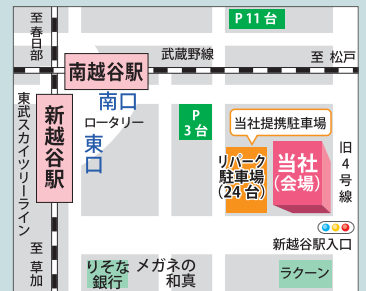 至春日部
P11台
武蔵野線
至 松戸
南越谷駅
南口
ロータリー
東口
新越谷駅
東武スカイツリーライン
P
3台
当社提携駐車場
リパーク
駐車場
(24台)
当社
(会場)
旧4号線
新越谷駅入口
至草加
りそな
銀行
メガネの
和真
ラクーン